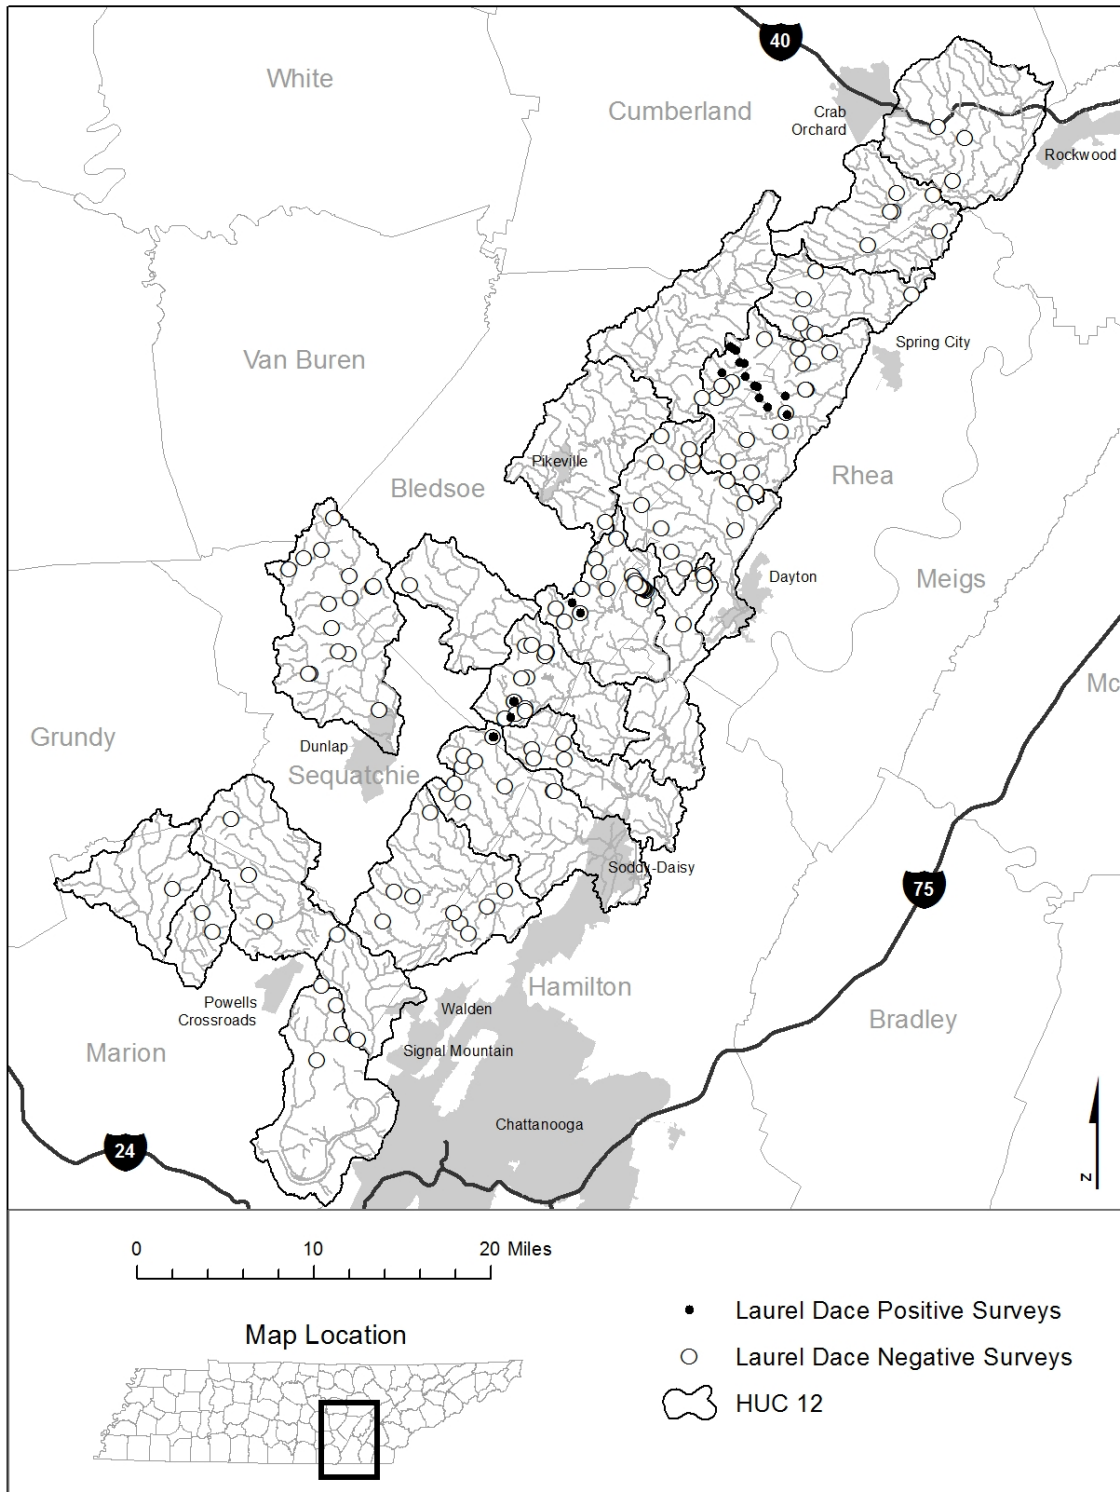 40
White
Cumberland
Crab
Orchard
Rockwood
Van Buren
Spring City
Pikeville
Bledsoe
Rhea
Dayton
Meigs
Mc
Grundy
Dunlap
Sequatchie
Soddy-Daisy
75
Hamilton
Powells
Crossroads
Walden
Bradley
Marion
Signal Mountain
Chattanooga
24
N
0 10 20 Miles
Map Location
Laurel Dace Positive Surveys
Laurel Dace Negative Surveys
HUC 12